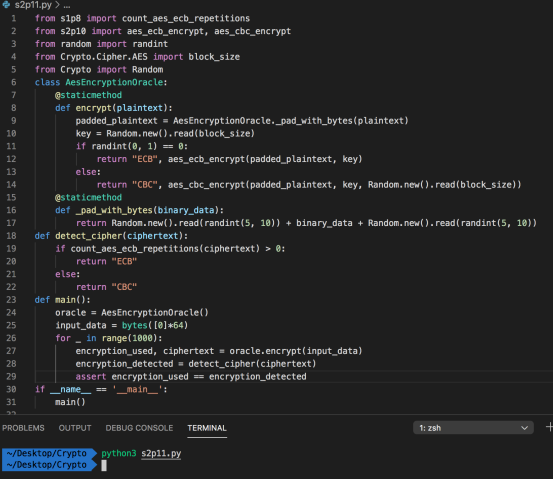 s2p11.py > ...
1 from s1p8 import count_aes_ecb_repetitions
2 from s2p10 import aes_ecb_encrypt, aes_cbc_encrypt
3 from random import randint
4 from Crypto.Cipher.AES import block_size
5 from Crypto import Random
6 class AesEncryptionOracle:
7     @staticmethod
8     def encrypt(plaintext):
9         padded_plaintext = AesEncryptionOracle._pad_with_bytes(plaintext)
10         key = Random.new().read(block_size)
11         if randint(0, 1) == 0:
12             return "ECB", aes_ecb_encrypt(padded_plaintext, key)
13         else:
14             return "CBC", aes_cbc_encrypt(padded_plaintext, key, Random.new().read(block_size))
15     @staticmethod
16     def _pad_with_bytes(binary_data):
17         return Random.new().read(randint(5, 10)) + binary_data + Random.new().read(randint(5, 10))
18 def detect_cipher(ciphertext):
19     if count_aes_ecb_repetitions(ciphertext) > 0:
20         return "ECB"
21     else:
22         return "CBC"
23 def main():
24     oracle = AesEncryptionOracle()
25     input_data = bytes([0]*64)
26     for _ in range(1000):
27         encryption_used, ciphertext = oracle.encrypt(input_data)
28         encryption_detected = detect_cipher(ciphertext)
29         assert encryption_used == encryption_detected
30 if __name__ == '__main__':
31     main()
PROBLEMS OUTPUT DEBUG CONSOLE TERMINAL 1: zsh
~/Desktop/Crypto python3 s2p11.py
~/Desktop/Crypto